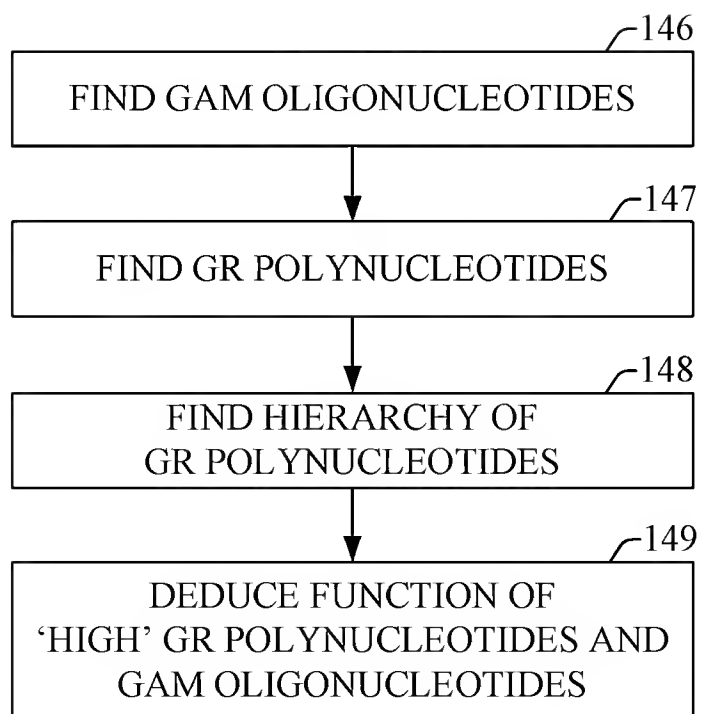 146
FIND GAM OLIGONUCLEOTIDES
147
FIND GR POLYNUCLEOTIDES
148
FIND HIERARCHY OF
GR POLYNUCLEOTIDES
149
DEDUCE FUNCTION OF
‘HIGH’ GR POLYNUCLEOTIDES AND
GAM OLIGONUCLEOTIDES